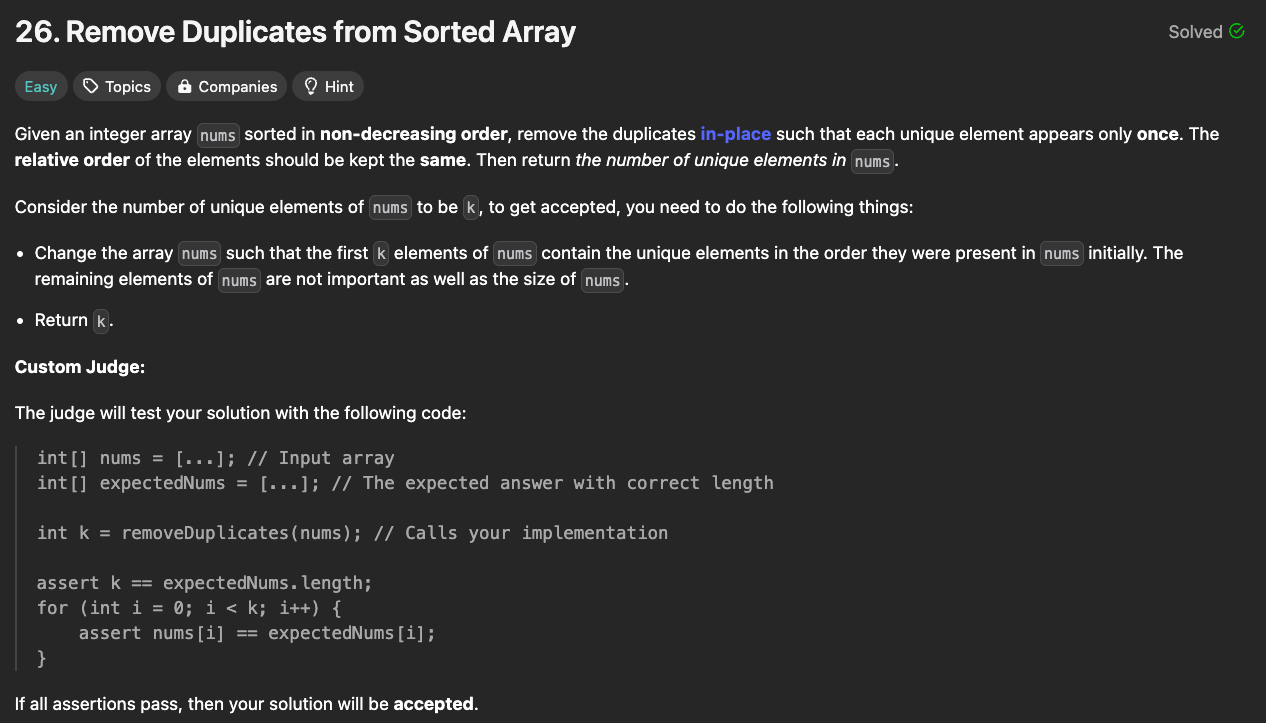 26. Remove Duplicates from Sorted Array
Solved
Easy
Topics
Companies
Hint
Given an integer array nums sorted in non-decreasing order, remove the duplicates in-place such that each unique element appears only once. The
relative order of the elements should be kept the same. Then return the number of unique elements in nums.
Consider the number of unique elements of nums to be k, to get accepted, you need to do the following things:
• Change the array nums such that the first k elements of nums contain the unique elements in the order they were present in nums initially. The
remaining elements of nums are not important as well as the size of nums.
• Return k.
Custom Judge:
The judge will test your solution with the following code:
int[] nums = [...]; // Input array
int[] expectedNums = [...]; // The expected answer with correct length
int k = removeDuplicates(nums); // Calls your implementation
assert k == expectedNums.length;
for (int i = 0; i < k; i++) {
    assert nums[i] == expectedNums[i];
}
If all assertions pass, then your solution will be accepted.